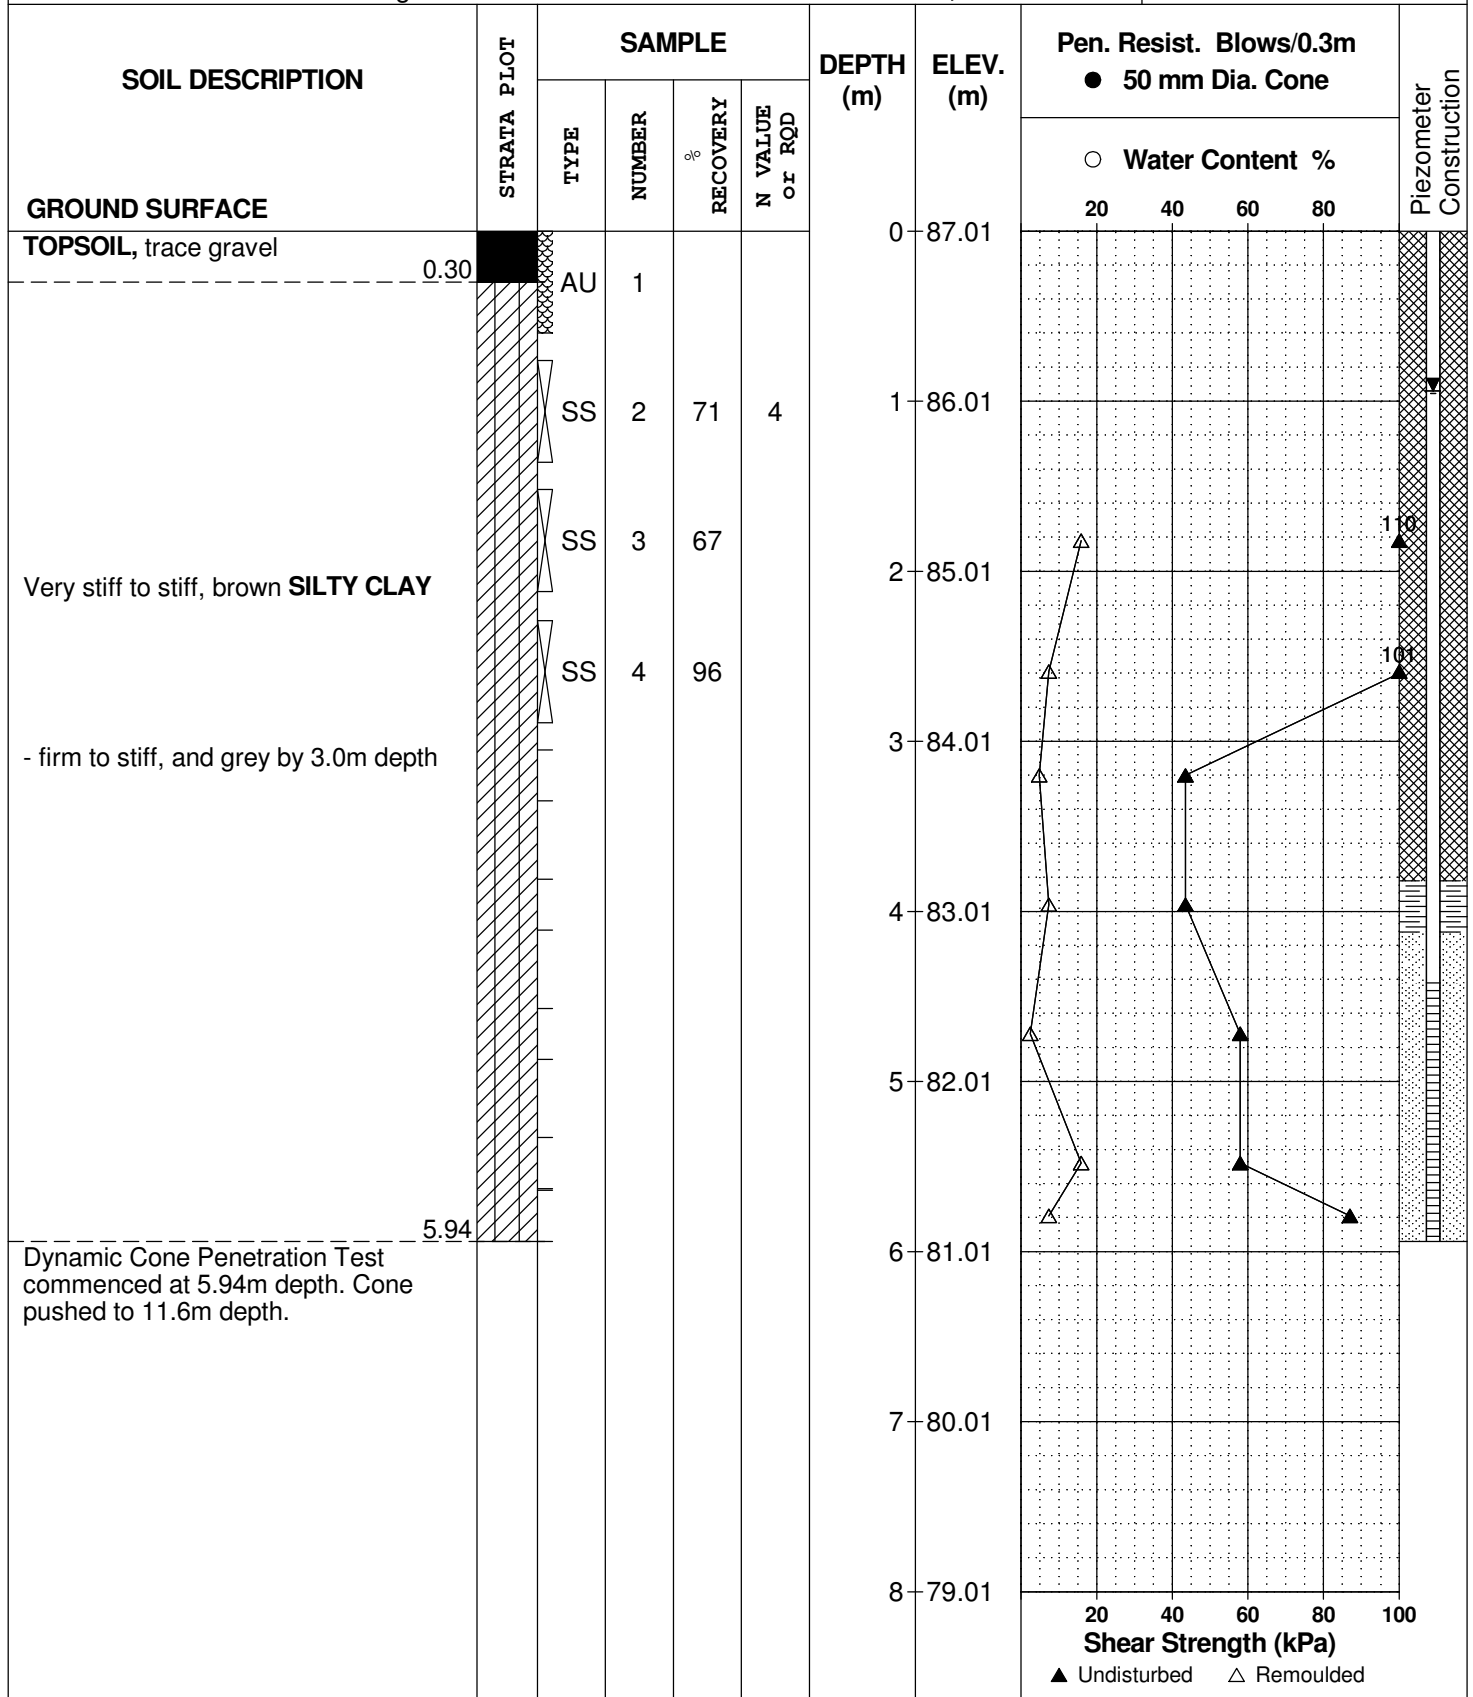 SOIL DESCRIPTION
GROUND SURFACE
STRATA PLOT
SAMPLE
TYPE
NUMBER
%
RECOVERY
N VALUE
or RQD
DEPTH
(m)
ELEV.
(m)
Pen. Resist. Blows/0.3m
● 50 mm Dia. Cone
○ Water Content %
20 40 60 80
Piezometer
Construction
0 87.01
TOPSOIL, trace gravel
0.30
AU 1
1 86.01
SS 2 71 4
110
SS 3 67
2 85.01
Very stiff to stiff, brown SILTY CLAY
101
SS 4 96
3 84.01
- firm to stiff, and grey by 3.0m depth
4 83.01
5 82.01
5.94
6 81.01
Dynamic Cone Penetration Test
commenced at 5.94m depth. Cone
pushed to 11.6m depth.
7 80.01
8 79.01
20 40 60 80 100
Shear Strength (kPa)
▲ Undisturbed △ Remoulded